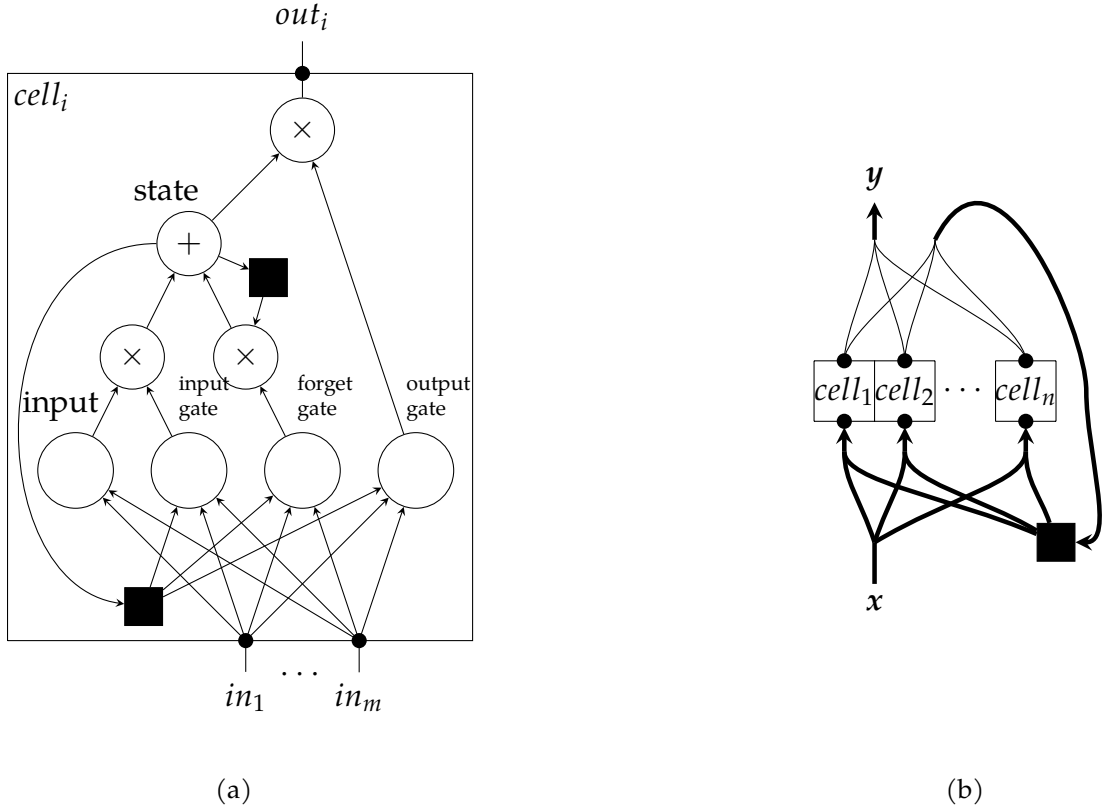 out_i
cell_i
×
state
+
× ×
input
input gate
forget gate
output gate
in_1 ··· in_m
(a)
y
cell_1 cell_2 ··· cell_n
x
(b)